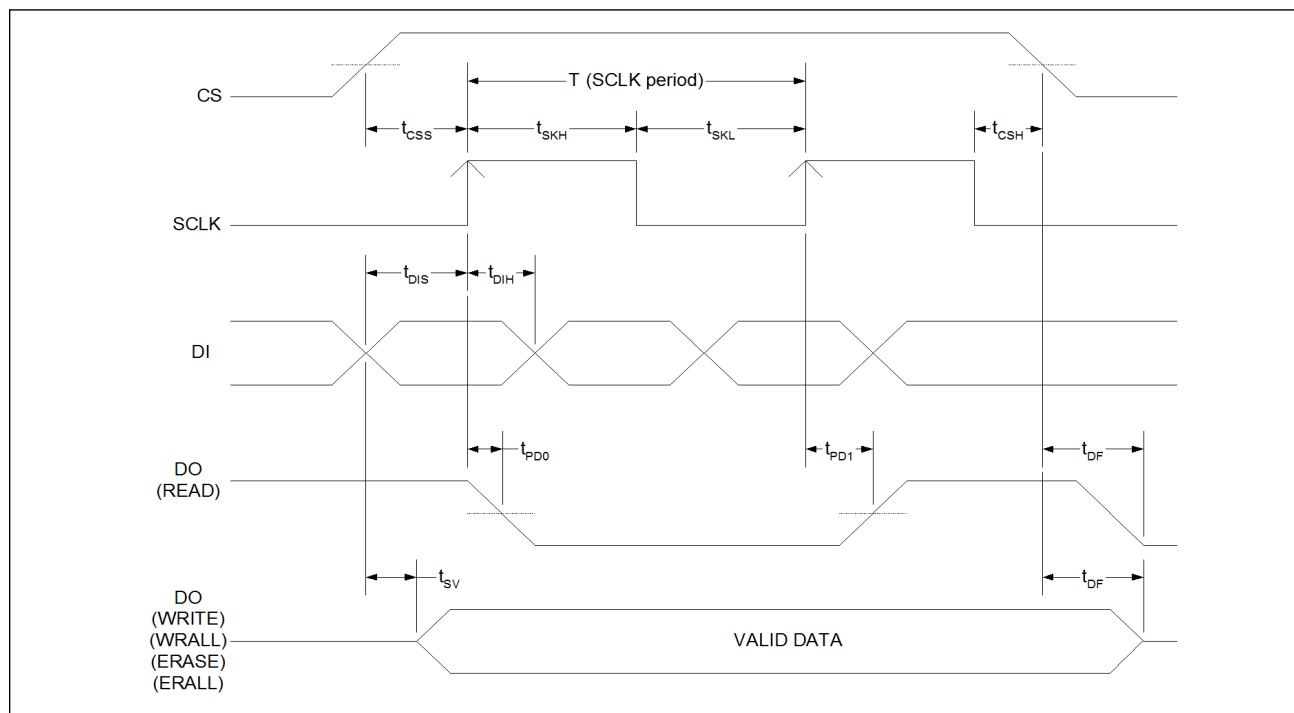 CS
T (SCLK period)
tCSS
tSKH
tSKL
tCSH
SCLK
tDIS
tDIH
DI
tPD0
tPD1
tDF
DO
(READ)
tSV
tDF
DO
(WRITE)
(WRALL)
(ERASE)
(ERALL)
VALID DATA